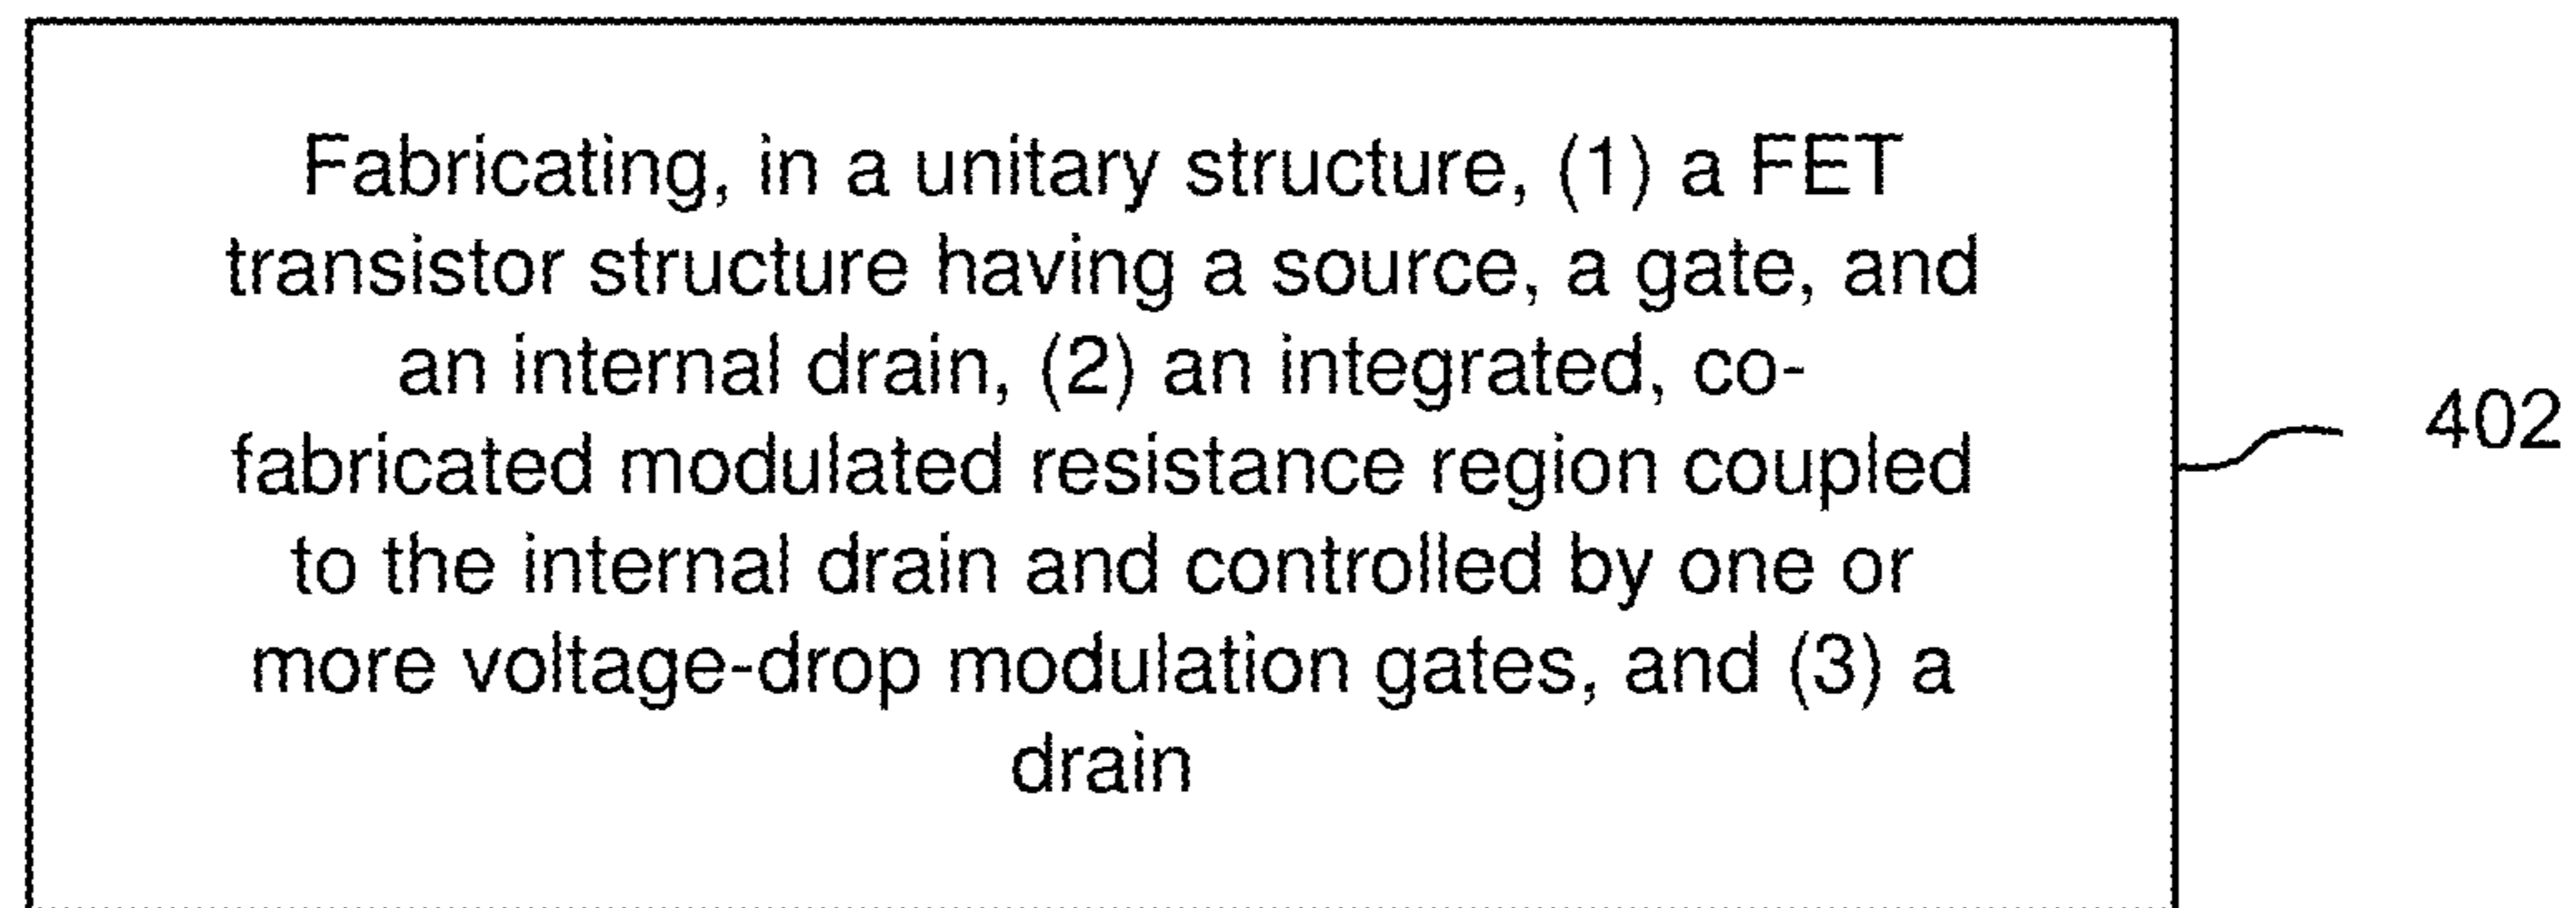 Fabricating, in a unitary structure, (1) a FET
transistor structure having a source, a gate, and
an internal drain, (2) an integrated, co-
fabricated modulated resistance region coupled
to the internal drain and controlled by one or
more voltage-drop modulation gates, and (3) a
drain
402